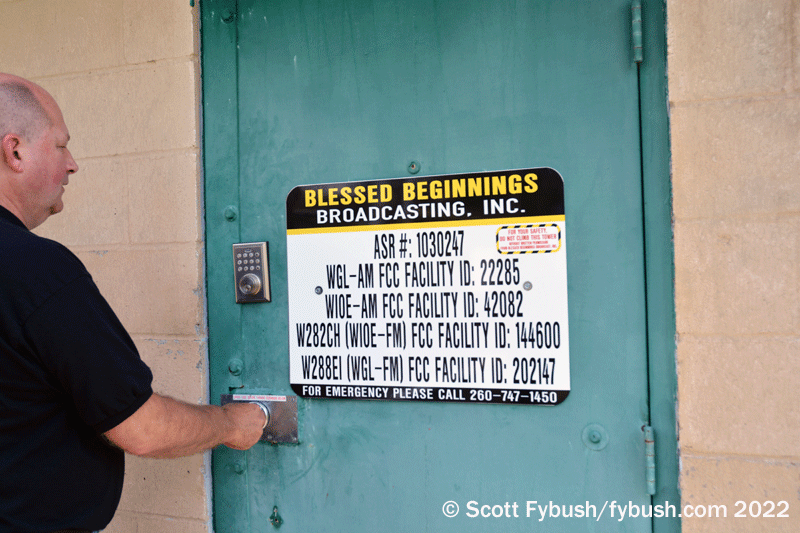 BLESSED BEGINNINGS
BROADCASTING, INC.
FOR YOUR SAFETY,
DO NOT CLIMB THIS TOWER
ASR #: 1030247
WGL-AM FCC FACILITY ID: 22285
WIOE-AM FCC FACILITY ID: 42082
W282CH (WIOE-FM) FCC FACILITY ID: 144600
W288EI (WGL-FM) FCC FACILITY ID: 202147
FOR EMERGENCY PLEASE CALL 260-747-1450
© Scott Fybush/fybush.com 2022